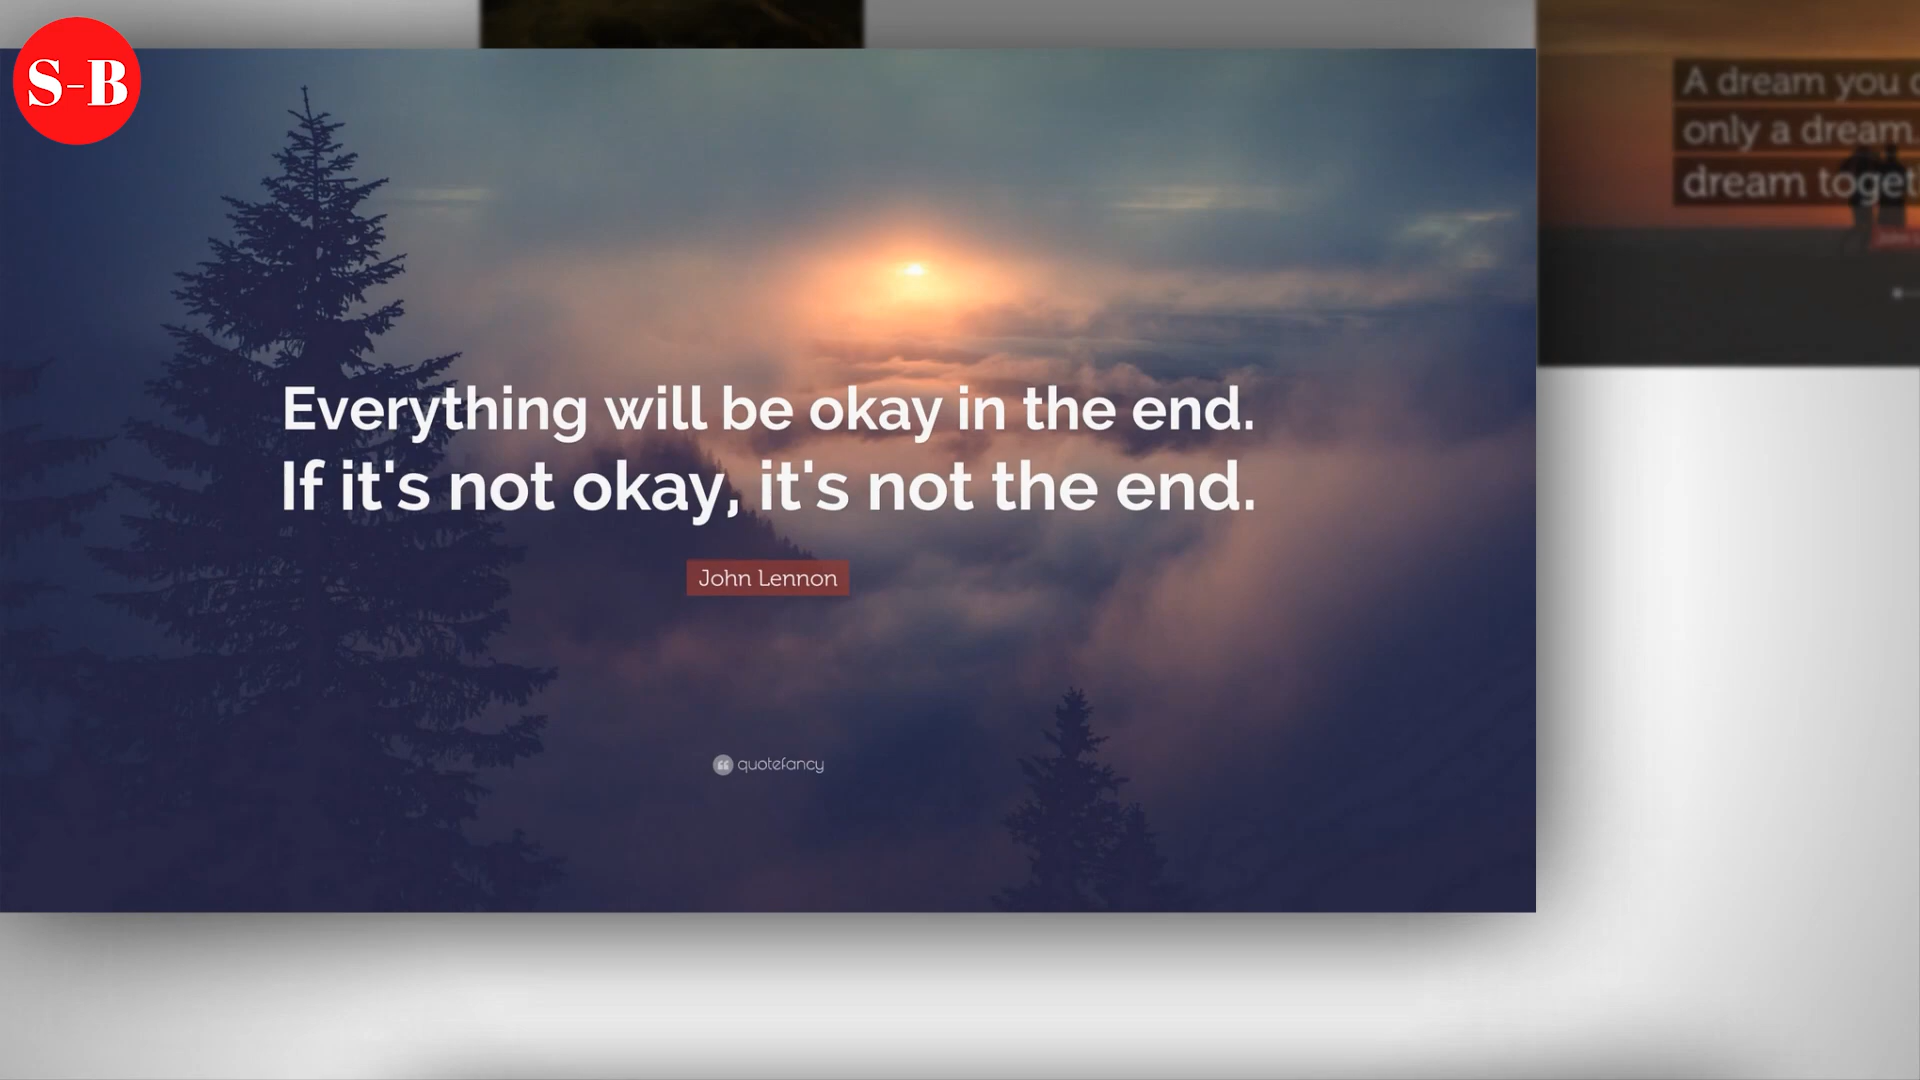 S-B
Everything will be okay in the end.
If it's not okay, it's not the end.
John Lennon
quotefancy
A dream you
only a dream.
dream